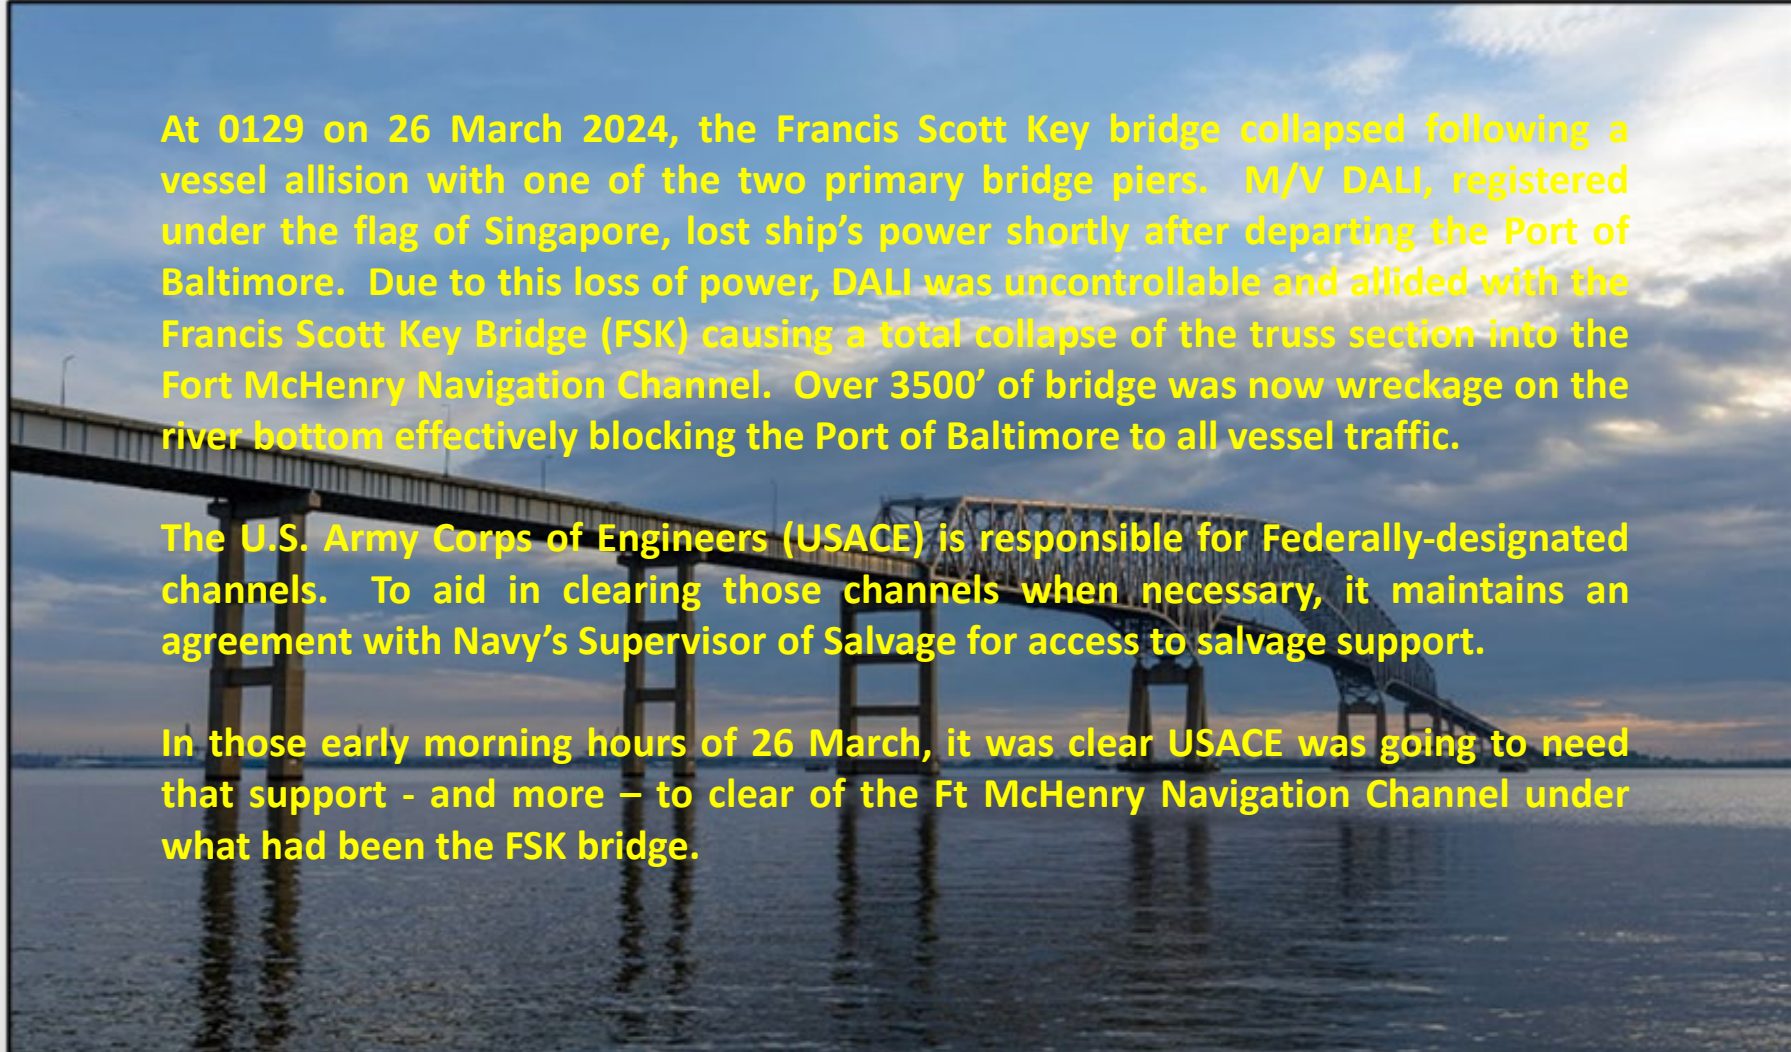 At 0129 on 26 March 2024, the Francis Scott Key bridge collapsed following a
vessel allision with one of the two primary bridge piers.  M/V DALI, registered
under the flag of Singapore, lost ship’s power shortly after departing the Port of
Baltimore.  Due to this loss of power, DALI was uncontrollable and allided with the
Francis Scott Key Bridge (FSK) causing a total collapse of the truss section into the
Fort McHenry Navigation Channel.  Over 3500’ of bridge was now wreckage on the
river bottom effectively blocking the Port of Baltimore to all vessel traffic.
The U.S. Army Corps of Engineers (USACE) is responsible for Federally-designated
channels.  To aid in clearing those channels when necessary, it maintains an
agreement with Navy’s Supervisor of Salvage for access to salvage support.
In those early morning hours of 26 March, it was clear USACE was going to need
that support - and more – to clear of the Ft McHenry Navigation Channel under
what had been the FSK bridge.